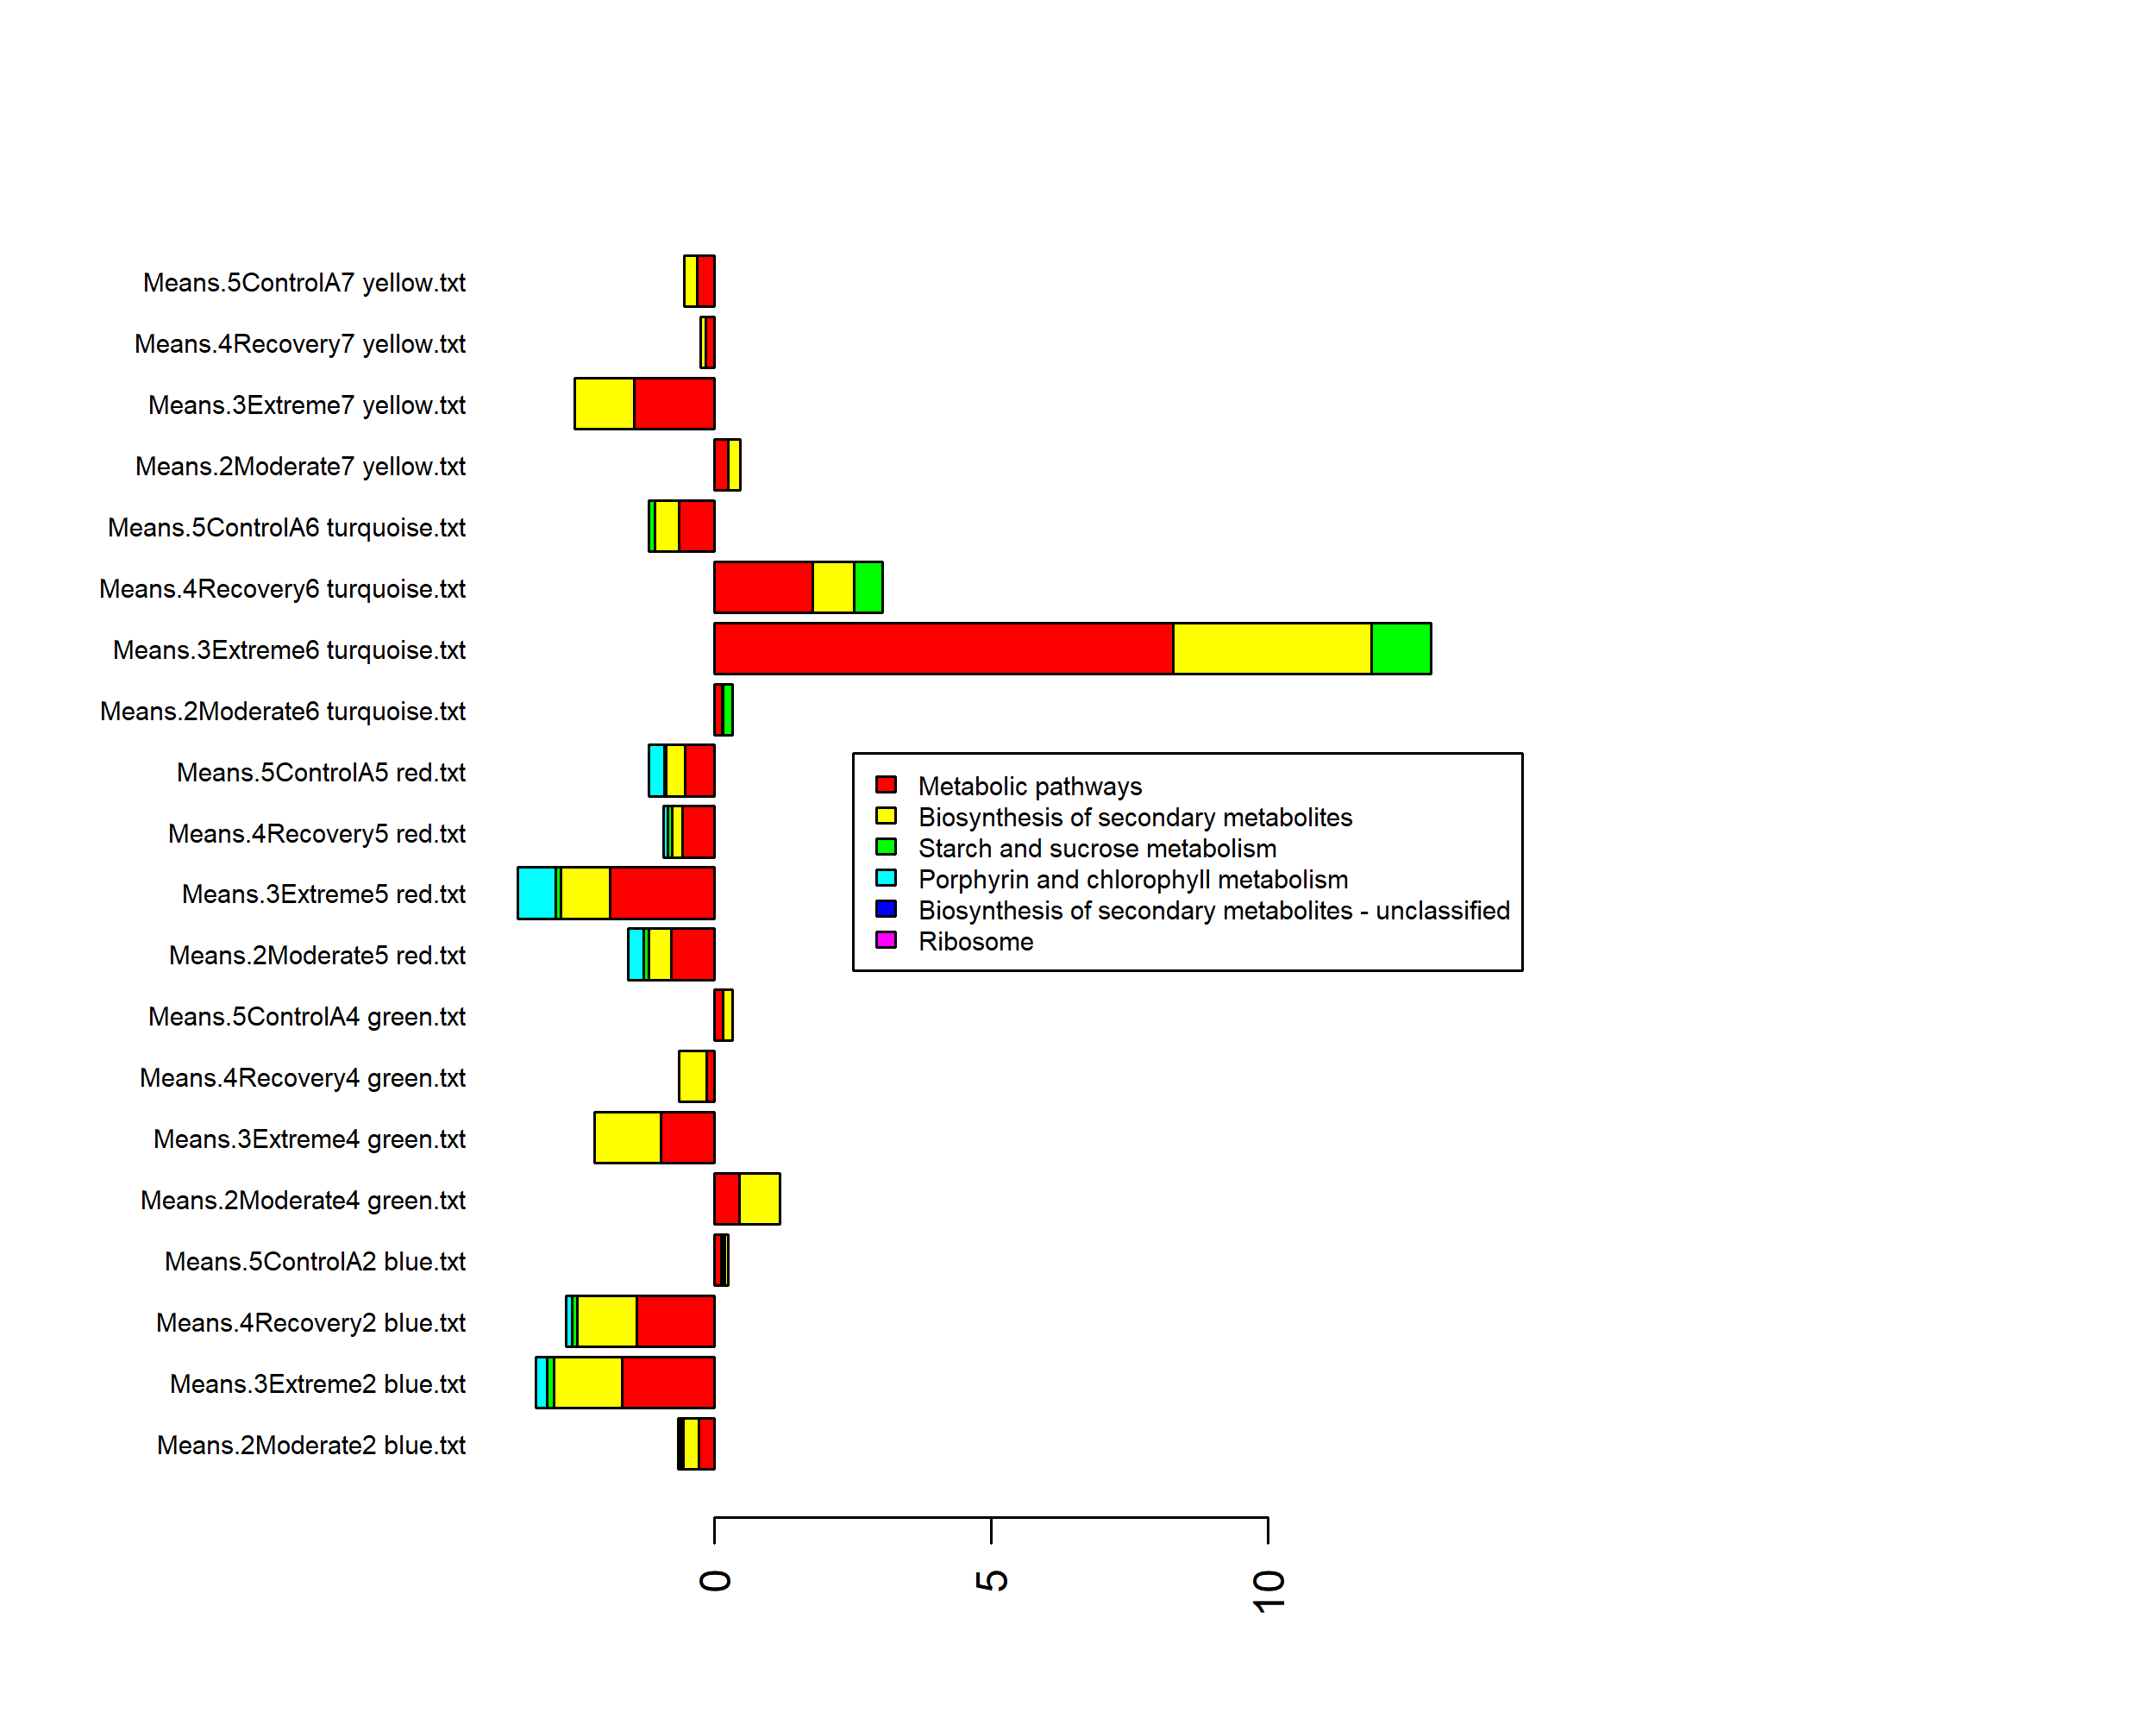 Means.5ControlA7 yellow.txt
Means.4Recovery7 yellow.txt
Means.3Extreme7 yellow.txt
Means.2Moderate7 yellow.txt
Means.5ControlA6 turquoise.txt
Means.4Recovery6 turquoise.txt
Means.3Extreme6 turquoise.txt
Means.2Moderate6 turquoise.txt
Means.5ControlA5 red.txt
Means.4Recovery5 red.txt
Means.3Extreme5 red.txt
Means.2Moderate5 red.txt
Means.5ControlA4 green.txt
Means.4Recovery4 green.txt
Means.3Extreme4 green.txt
Means.2Moderate4 green.txt
Means.5ControlA2 blue.txt
Means.4Recovery2 blue.txt
Means.3Extreme2 blue.txt
Means.2Moderate2 blue.txt
Metabolic pathways
Biosynthesis of secondary metabolites
Starch and sucrose metabolism
Porphyrin and chlorophyll metabolism
Biosynthesis of secondary metabolites - unclassified
Ribosome
0
5
10